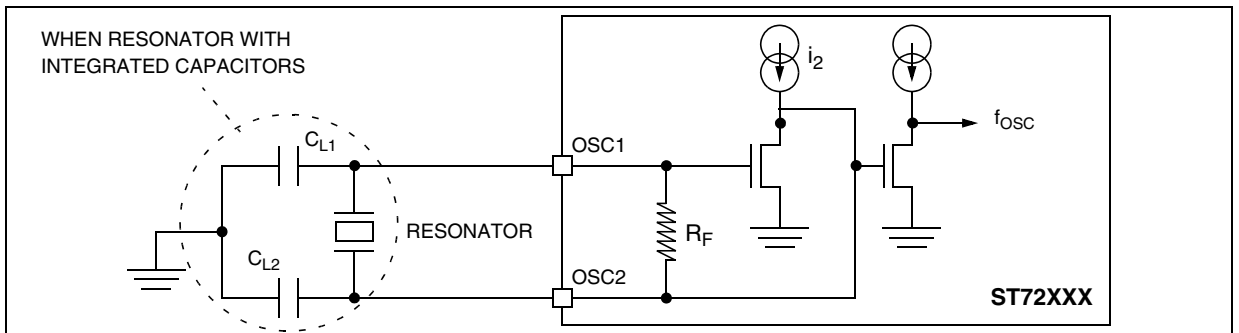 WHEN RESONATOR WITH
INTEGRATED CAPACITORS
i2
fOSC
CL1
OSC1
RESONATOR
RF
CL2
OSC2
ST72XXX